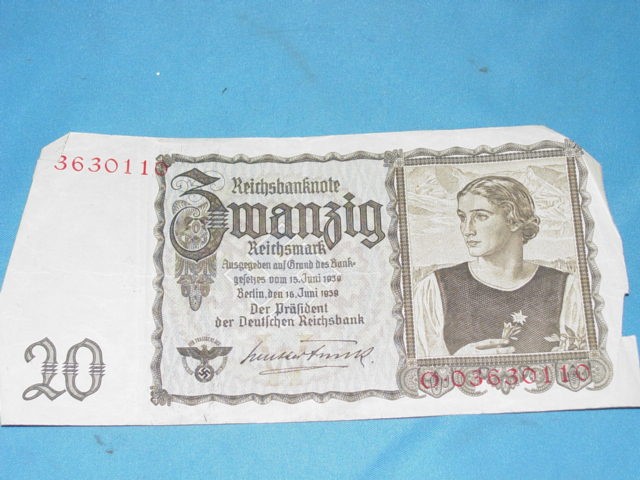 3630110
Reichsbanknote
Zwanzig
Reichsmark
Ausgegeben auf Grund des Bank-
gesetzes vom 15. Juni 1939
Berlin, den 16. Juni 1939
Der Präsident
der Deutschen Reichsbank
20
O·03630110